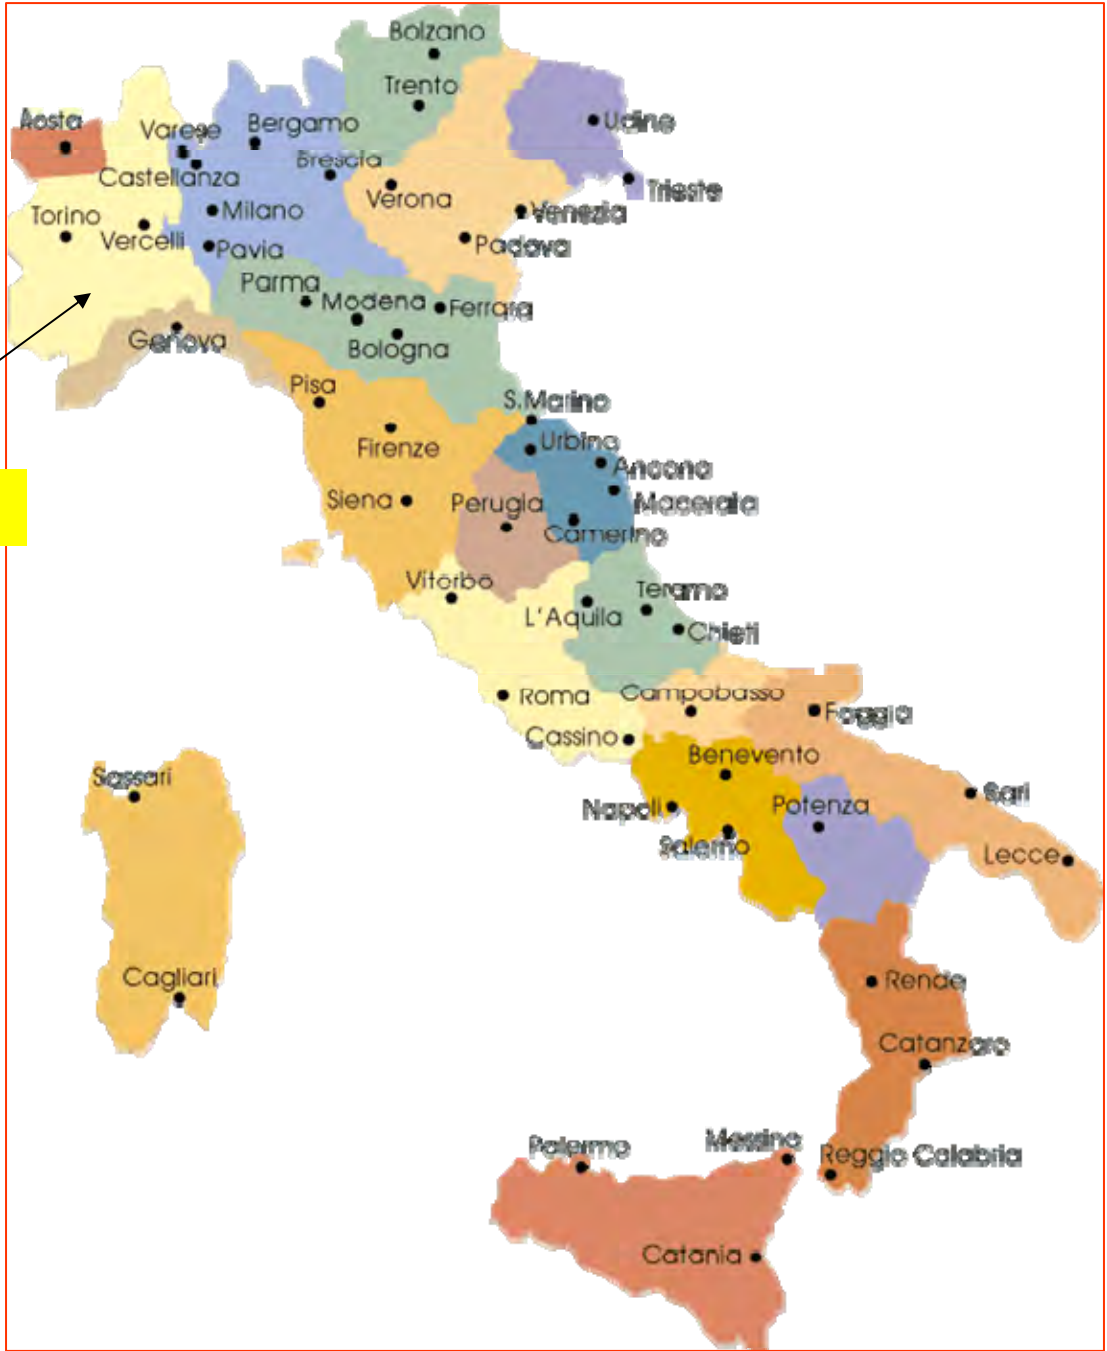 Bolzano
Trento
Aosta
Varese
Bergamo
Udine
Brescia
Castellanza
Verona
Trieste
Torino
Milano
Venezia
Vercelli
Pavia
Padova
Parma
Modena
Ferrara
Genova
Bologna
Pisa
S.Marino
Firenze
Urbino
Ancona
Siena
Perugia
Macerata
Camerino
Viterbo
Teramo
L'Aquila
Chieti
Roma
Campobasso
Foggia
Cassino
Benevento
Sassari
Napoli
Potenza
Bari
Salerno
Lecce
Cagliari
Rende
Catanzaro
Palermo
Messina
Reggio Calabria
Catania